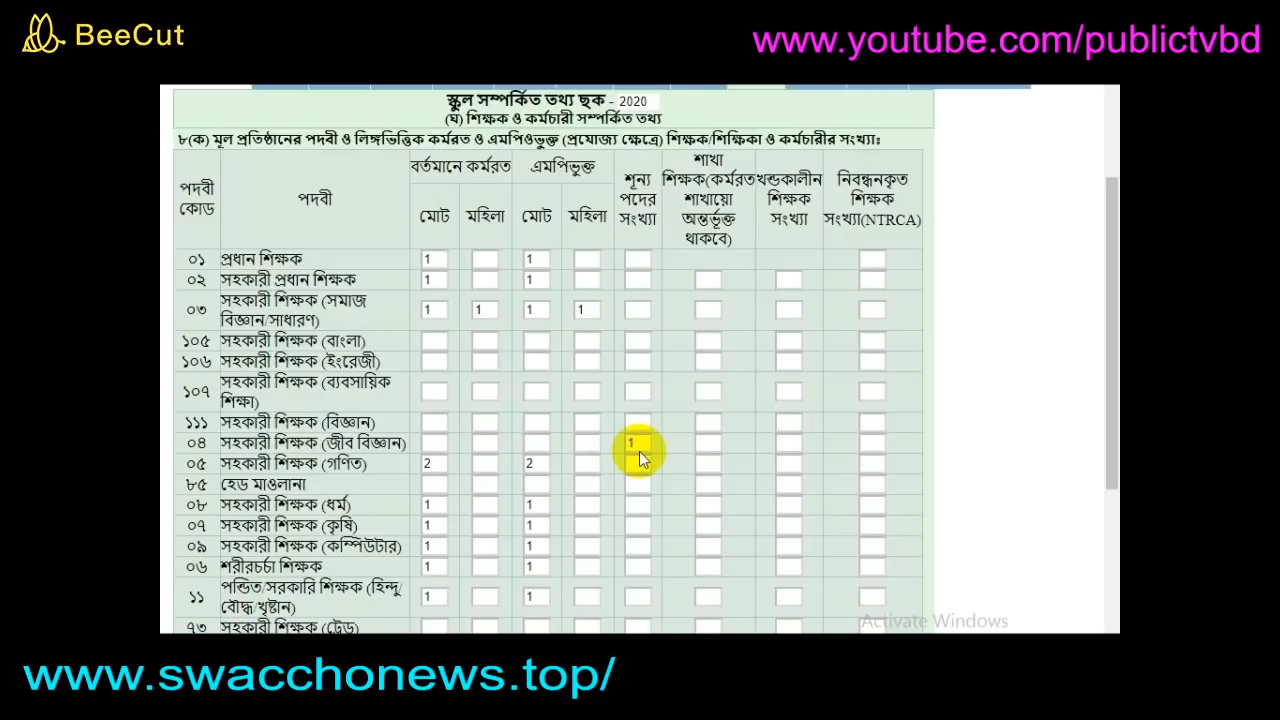 BeeCut
www.youtube.com/publictvbd
স্কুল সম্পর্কিত তথ্য ছক - 2020
(ঘ) শিক্ষক ও কর্মচারী সম্পর্কিত তথ্য
৮(ক) মূল প্রতিষ্ঠানের পদবী ও লিঙ্গভিত্তিক কর্মরত ও এমপিওভুক্ত (প্রযোজ্য ক্ষেত্রে) শিক্ষক/শিক্ষিকা ও কর্মচারীর সংখ্যাঃ
পদবী কোড
পদবী
বর্তমানে কর্মরত
এমপিভুক্ত
মোট
মহিলা
মোট
মহিলা
শূন্য পদের সংখ্যা
শাখা শিক্ষক(কর্মরত শাখায়ো অন্তর্ভূক্ত থাকবে)
খন্ডকালীন শিক্ষক সংখ্যা
নিবন্ধনকৃত শিক্ষক সংখ্যা(NTRCA)
০১ প্রধান শিক্ষক 1 1
০২ সহকারী প্রধান শিক্ষক 1 1
০৩ সহকারী শিক্ষক (সমাজ বিজ্ঞান/সাধারণ) 1 1 1 1
১০৫ সহকারী শিক্ষক (বাংলা)
১০৬ সহকারী শিক্ষক (ইংরেজী)
১০৭ সহকারী শিক্ষক (ব্যবসায়িক শিক্ষা)
১১১ সহকারী শিক্ষক (বিজ্ঞান)
০৪ সহকারী শিক্ষক (জীব বিজ্ঞান) 1
০৫ সহকারী শিক্ষক (গণিত) 2 2
৮৫ হেড মাওলানা
০৮ সহকারী শিক্ষক (ধর্ম) 1 1
০৭ সহকারী শিক্ষক (কৃষি) 1 1
০৯ সহকারী শিক্ষক (কম্পিউটার) 1 1
০৬ শরীরচর্চা শিক্ষক 1 1
১১ পন্ডিত/সরকারি শিক্ষক (হিন্দু/বৌদ্ধ/খৃষ্টান) 1 1
৭৩ সহকারী শিক্ষক (ট্রেড)
Activate Windows
www.swacchonews.top/